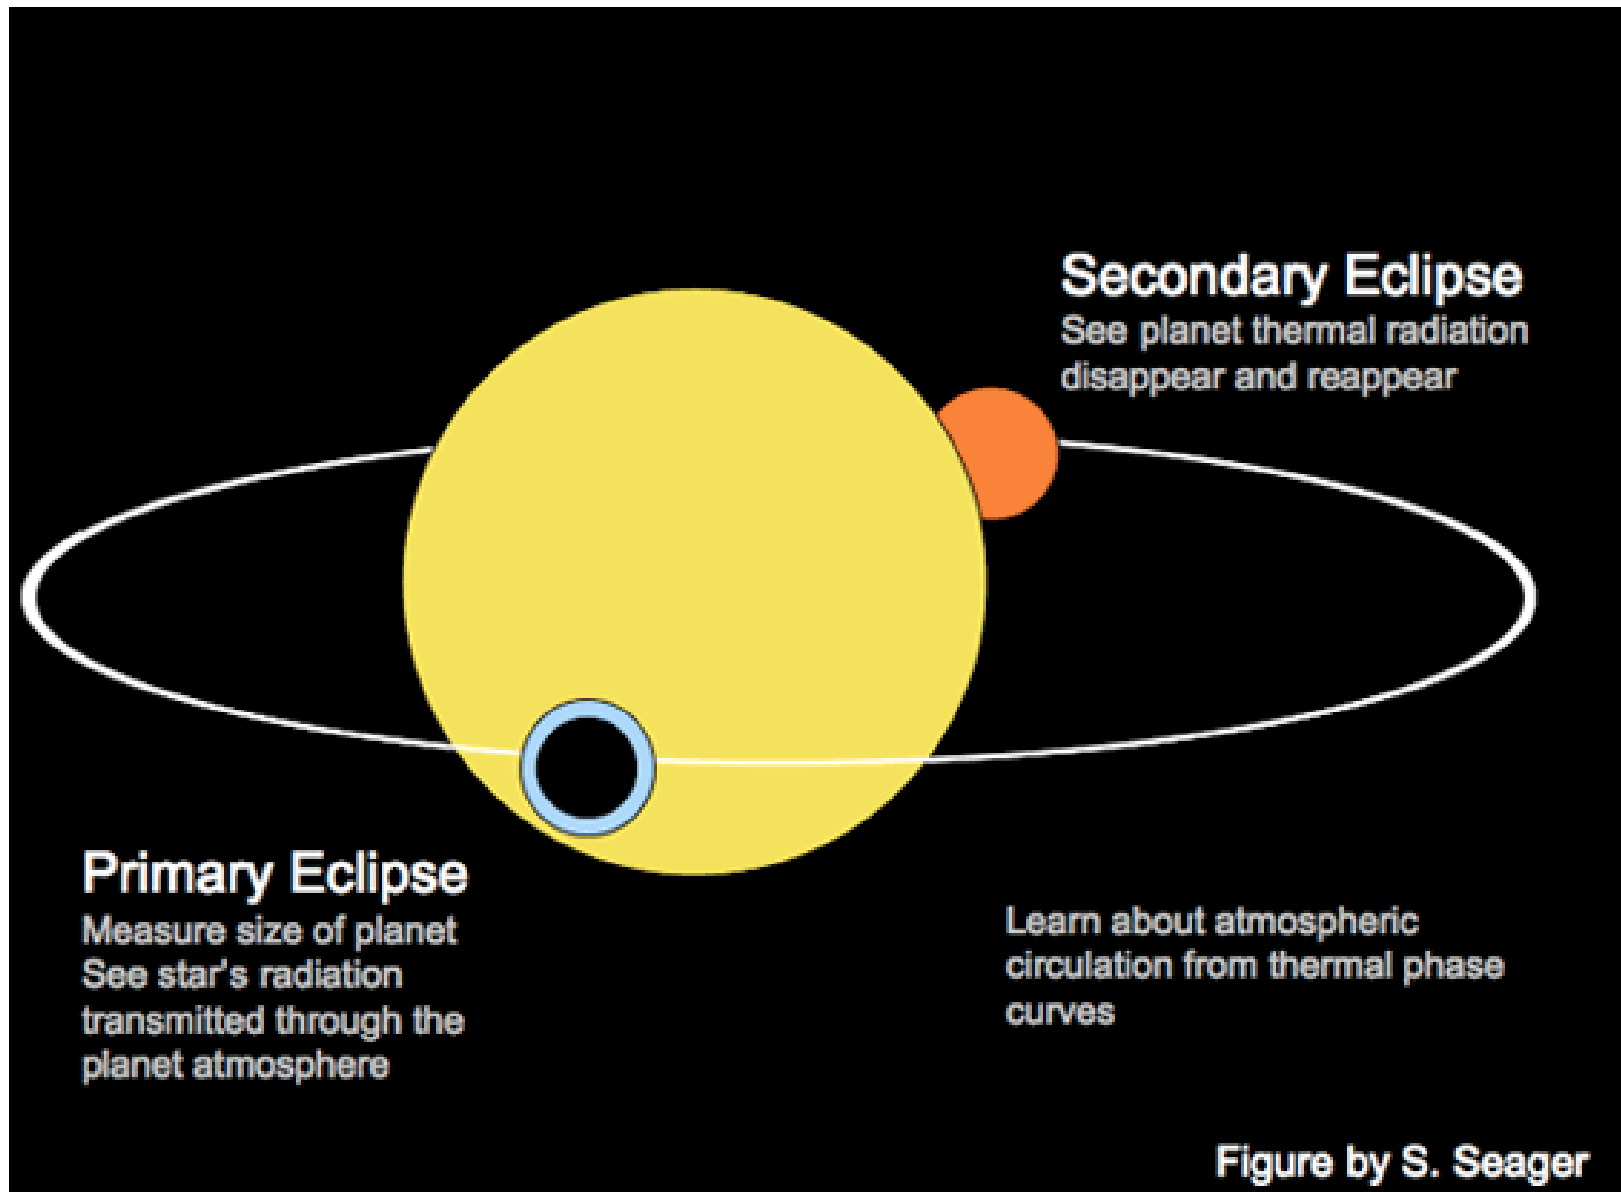 Secondary Eclipse
See planet thermal radiation
disappear and reappear
Primary Eclipse
Measure size of planet
See star's radiation
transmitted through the
planet atmosphere
Learn about atmospheric
circulation from thermal phase
curves
Figure by S. Seager